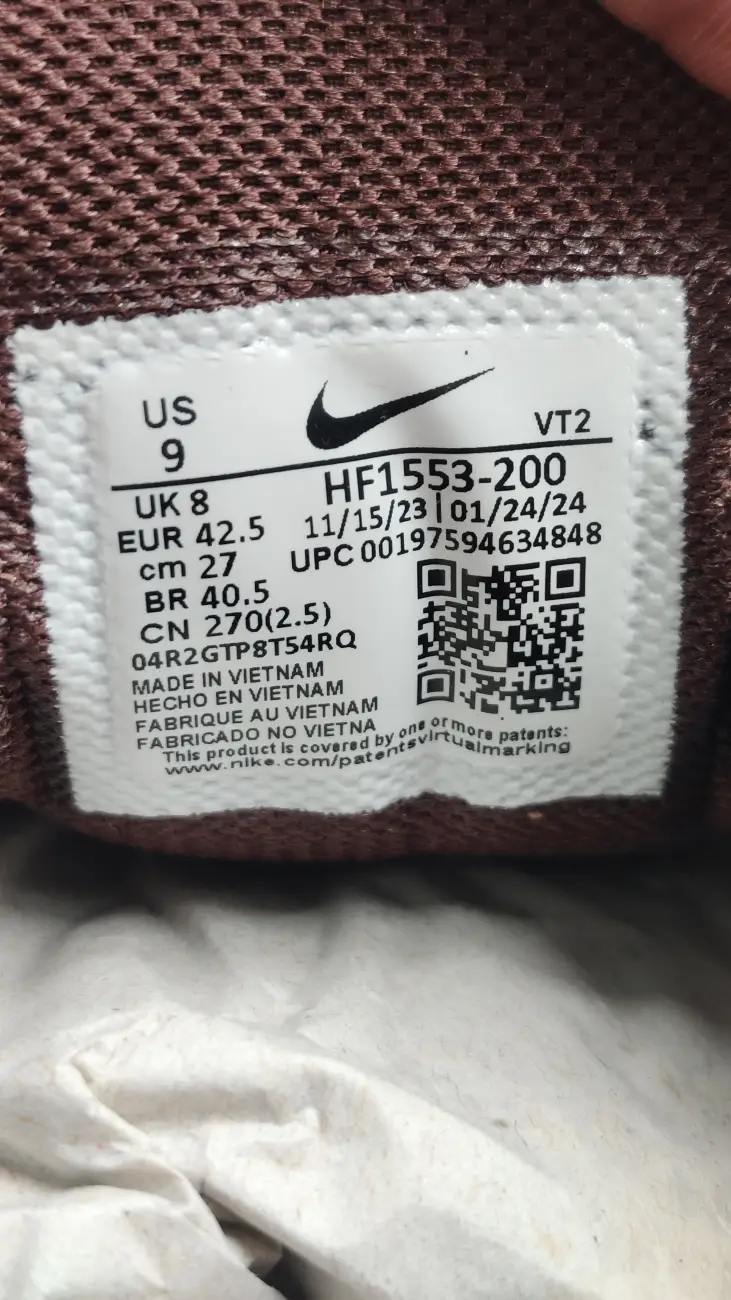 US
9
VT2
UK 8
HF1553-200
EUR 42.5
11/15/23 | 01/24/24
cm 27
UPC 00197594634848
BR 40.5
CN 270(2.5)
04R2GTP8T54RQ
MADE IN VIETNAM
HECHO EN VIETNAM
FABRIQUE AU VIETNAM
FABRICADO NO VIETNA
This product is covered by one or more patents:
www.nike.com/patentsvirtualmarking